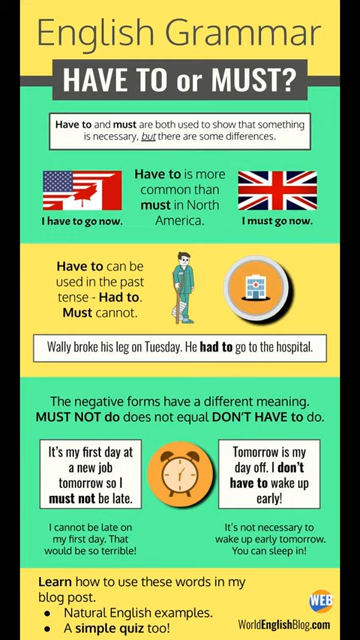 English Grammar
HAVE TO or MUST?
Have to and must are both used to show that something
is necessary, but there are some differences.
Have to is more
common than
must in North
America.
I have to go now.
I must go now.
Have to can be
used in the past
tense - Had to.
Must cannot.
Wally broke his leg on Tuesday. He had to go to the hospital.
The negative forms have a different meaning.
MUST NOT do does not equal DON'T HAVE to do.
It's my first day at
a new job
tomorrow so I
must not be late.
Tomorrow is my
day off. I don't
have to wake up
early!
I cannot be late on
my first day. That
would be so terrible!
It's not necessary to
wake up early tomorrow.
You can sleep in!
Learn how to use these words in my
blog post.
● Natural English examples.
● A simple quiz too!
WEB
WorldEnglishBlog.com